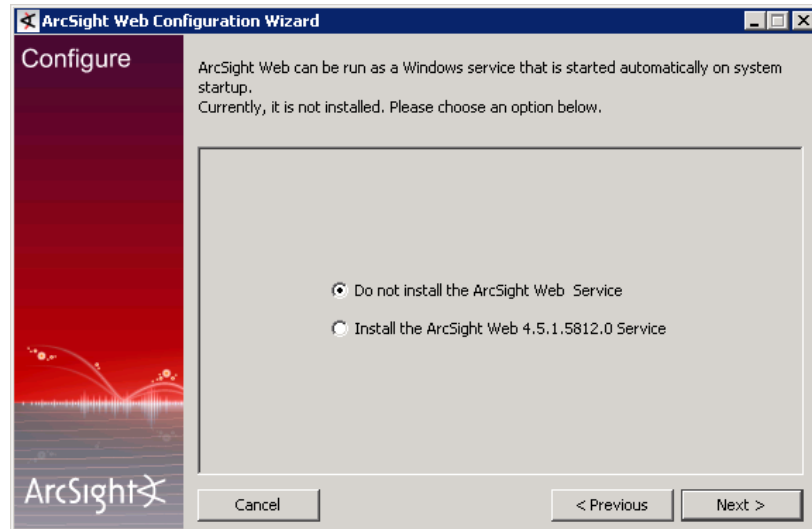 ArcSight Web Configuration Wizard
Configure
ArcSight Web can be run as a Windows service that is started automatically on system
startup.
Currently, it is not installed. Please choose an option below.
Do not install the ArcSight Web  Service
Install the ArcSight Web 4.5.1.5812.0 Service
ArcSight
Cancel
< Previous
Next >